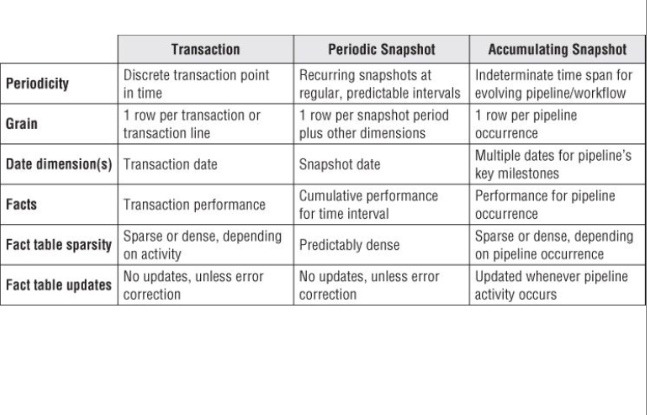 Transaction Periodic Snapshot Accumulating Snapshot
Periodicity
Discrete transaction point
in time
Recurring snapshots at
regular, predictable intervals
Indeterminate time span for
evolving pipeline/workflow
Grain
1 row per transaction or
transaction line
1 row per snapshot period
plus other dimensions
1 row per pipeline
occurrence
Date dimension(s)
Transaction date
Snapshot date
Multiple dates for pipeline's
key milestones
Facts
Transaction performance
Cumulative performance
for time interval
Performance for pipeline
occurrence
Fact table sparsity
Sparse or dense, depending
on activity
Predictably dense
Sparse or dense, depending
on pipeline occurrence
Fact table updates
No updates, unless error
correction
No updates, unless error
correction
Updated whenever pipeline
activity occurs